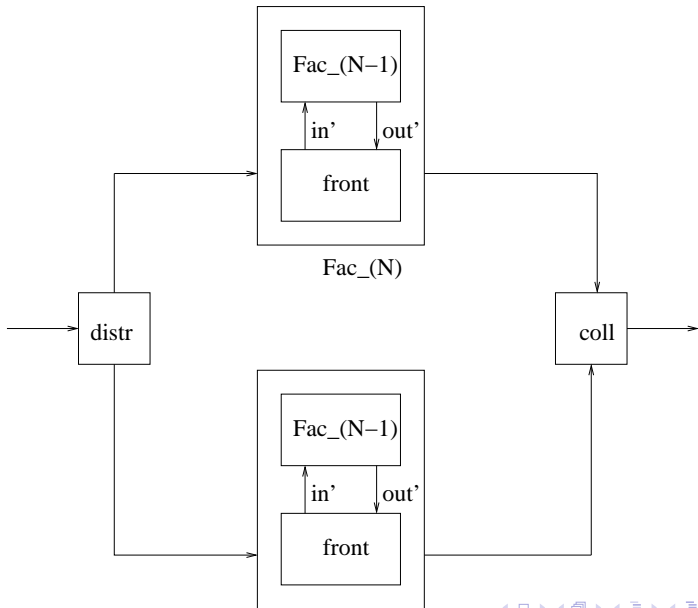 Fac_(N−1)
in’
out’
front
Fac_(N)
distr
coll
Fac_(N−1)
in’
out’
front